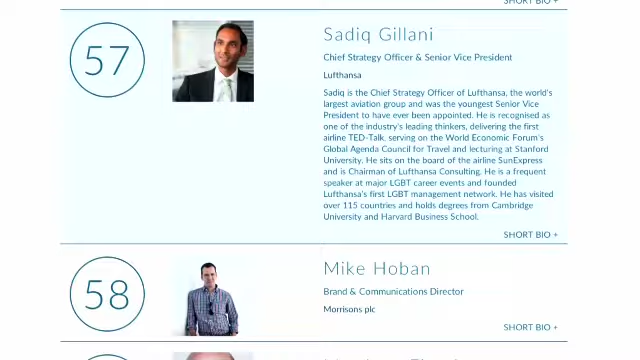 SHORT BIO +
57
Sadiq Gillani
Chief Strategy Officer & Senior Vice President
Lufthansa
Sadiq is the Chief Strategy Officer of Lufthansa, the world's
largest aviation group and was the youngest Senior Vice
President to have ever been appointed. He is recognised as
one of the industry's leading thinkers, delivering the first
airline TED-Talk, serving on the World Economic Forum's
Global Agenda Council for Travel and lecturing at Stanford
University. He sits on the board of the airline SunExpress
and is Chairman of Lufthansa Consulting. He is a frequent
speaker at major LGBT career events and founded
Lufthansa's first LGBT management network. He has visited
over 115 countries and holds degrees from Cambridge
University and Harvard Business School.
SHORT BIO +
58
Mike Hoban
Brand & Communications Director
Morrisons plc
SHORT BIO +